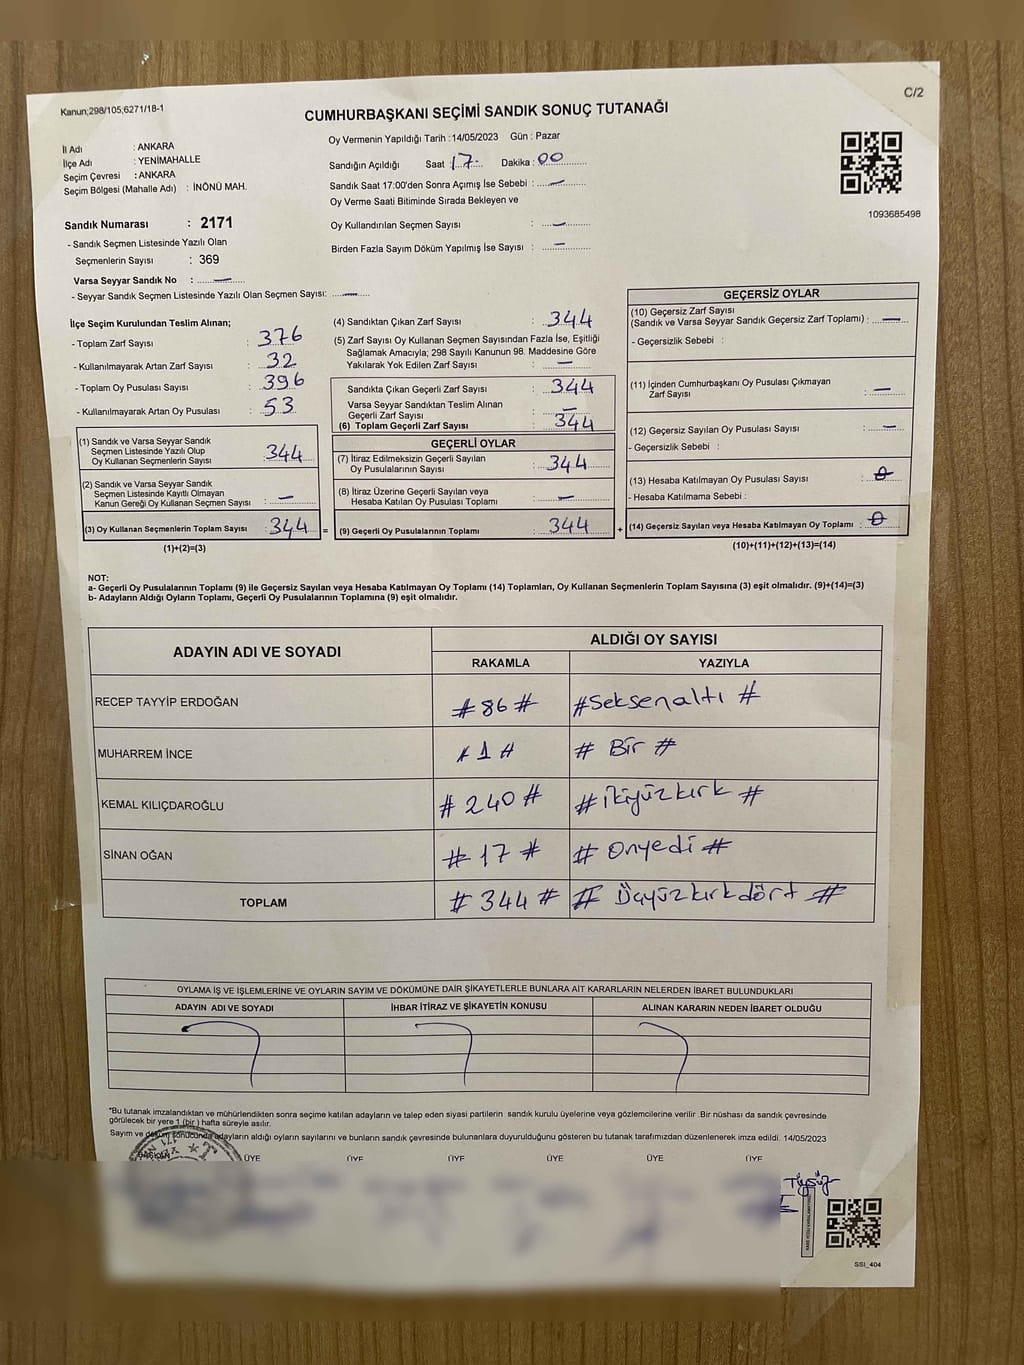 Kanun;298/105;6271/18-1
C/2
CUMHURBAŞKANI SEÇİMİ SANDIK SONUÇ TUTANAĞI
İl Adı : ANKARA
İlçe Adı : YENİMAHALLE
Seçim Çevresi : ANKARA
Seçim Bölgesi (Mahalle Adı) : İNÖNÜ MAH.
Sandık Numarası : 2171
- Sandık Seçmen Listesinde Yazılı Olan
Seçmenlerin Sayısı : 369
Varsa Seyyar Sandık No : —
- Seyyar Sandık Seçmen Listesinde Yazılı Olan Seçmen Sayısı: —
Oy Vermenin Yapıldığı Tarih :14/05/2023 Gün : Pazar
Sandığın Açıldığı Saat :17 Dakika :00
Sandık Saat 17:00'den Sonra Açımış İse Sebebi : —
Oy Verme Saati Bitiminde Sırada Bekleyen ve
Oy Kullandırılan Seçmen Sayısı : —
Birden Fazla Sayım Döküm Yapılmış İse Sayısı : —
1093685498
İlçe Seçim Kurulundan Teslim Alınan;
- Toplam Zarf Sayısı : 376
- Kullanılmayarak Artan Zarf Sayısı : 32
- Toplam Oy Pusulası Sayısı : 396
- Kullanılmayarak Artan Oy Pusulası : 53
(1) Sandık ve Varsa Seyyar Sandık
Seçmen Listesinde Yazılı Olup
Oy Kullanan Seçmenlerin Sayısı : 344
(2) Sandık ve Varsa Seyyar Sandık
Seçmen Listesinde Kayıtlı Olmayan
Kanun Gereği Oy Kullanan Seçmen Sayısı : —
(3) Oy Kullanan Seçmenlerin Toplam Sayısı : 344 =
(1)+(2)=(3)
(4) Sandıktan Çıkan Zarf Sayısı : 344
(5) Zarf Sayısı Oy Kullanan Seçmen Sayısından Fazla İse, Eşitliği
Sağlamak Amacıyla; 298 Sayılı Kanunun 98. Maddesine Göre
Yakılarak Yok Edilen Zarf Sayısı : —
Sandıkta Çıkan Geçerli Zarf Sayısı : 344
Varsa Seyyar Sandıktan Teslim Alınan
Geçerli Zarf Sayısı : —
(6) Toplam Geçerli Zarf Sayısı : 344
GEÇERLİ OYLAR
(7) İtiraz Edilmeksizin Geçerli Sayılan
Oy Pusulalarının Sayısı : 344
(8) İtiraz Üzerine Geçerli Sayılan veya
Hesaba Katılan Oy Pusulası Toplamı : —
(9) Geçerli Oy Pusulalarının Toplamı : 344 +
GEÇERSİZ OYLAR
(10) Geçersiz Zarf Sayısı
(Sandık ve Varsa Seyyar Sandık Geçersiz Zarf Toplamı) : —
- Geçersizlik Sebebi :
(11) İçinden Cumhurbaşkanı Oy Pusulası Çıkmayan
Zarf Sayısı : —
(12) Geçersiz Sayılan Oy Pusulası Sayısı : —
- Geçersizlik Sebebi :
(13) Hesaba Katılmayan Oy Pusulası Sayısı : 0
- Hesaba Katılmama Sebebi :
(14) Geçersiz Sayılan veya Hesaba Katılmayan Oy Toplamı : 0
(10)+(11)+(12)+(13)=(14)
NOT:
a- Geçerli Oy Pusulalarının Toplamı (9) ile Geçersiz Sayılan veya Hesaba Katılmayan Oy Toplamı (14) Toplamları, Oy Kullanan Seçmenlerin Toplam Sayısına (3) eşit olmalıdır. (9)+(14)=(3)
b- Adayların Aldığı Oyların Toplamı, Geçerli Oy Pusulalarının Toplamına (9) eşit olmalıdır.
ADAYIN ADI VE SOYADI
ALDIĞI OY SAYISI
RAKAMLA YAZIYLA
RECEP TAYYİP ERDOĞAN # 86 # #Seksenaltı #
MUHARREM İNCE # 1 # # Bir #
KEMAL KILIÇDAROĞLU # 240 # # İkiyüzkırk #
SİNAN OĞAN # 17 # # Onyedi #
TOPLAM # 344 # # Üçyüzkırkdört #
OYLAMA İŞ VE İŞLEMLERİNE VE OYLARIN SAYIM VE DÖKÜMÜNE DAİR ŞİKAYETLERLE BUNLARA AİT KARARLARIN NELERDEN İBARET BULUNDUKLARI
ADAYIN ADI VE SOYADI İHBAR İTİRAZ VE ŞİKAYETİN KONUSU ALINAN KARARIN NEDEN İBARET OLDUĞU
*Bu tutanak imzalandıktan ve mühürlendikten sonra seçime katılan adayların ve talep eden siyasi partilerin sandık kurulu üyelerine veya gözlemcilerine verilir .Bir nüshası da sandık çevresinde
görülecek bir yere 1 (bir ) hafta süreyle asılır.
Sayım ve döküm sonucunda adayların aldığı oyların sayılarını ve bunların sandık çevresinde bulunanlara duyurulduğunu gösteren bu tutanak tarafımızdan düzenlenerek imza edildi. 14/05/2023
BAŞKAN ÜYE ÜYE ÜYE ÜYE ÜYE ÜYE
SSI_404